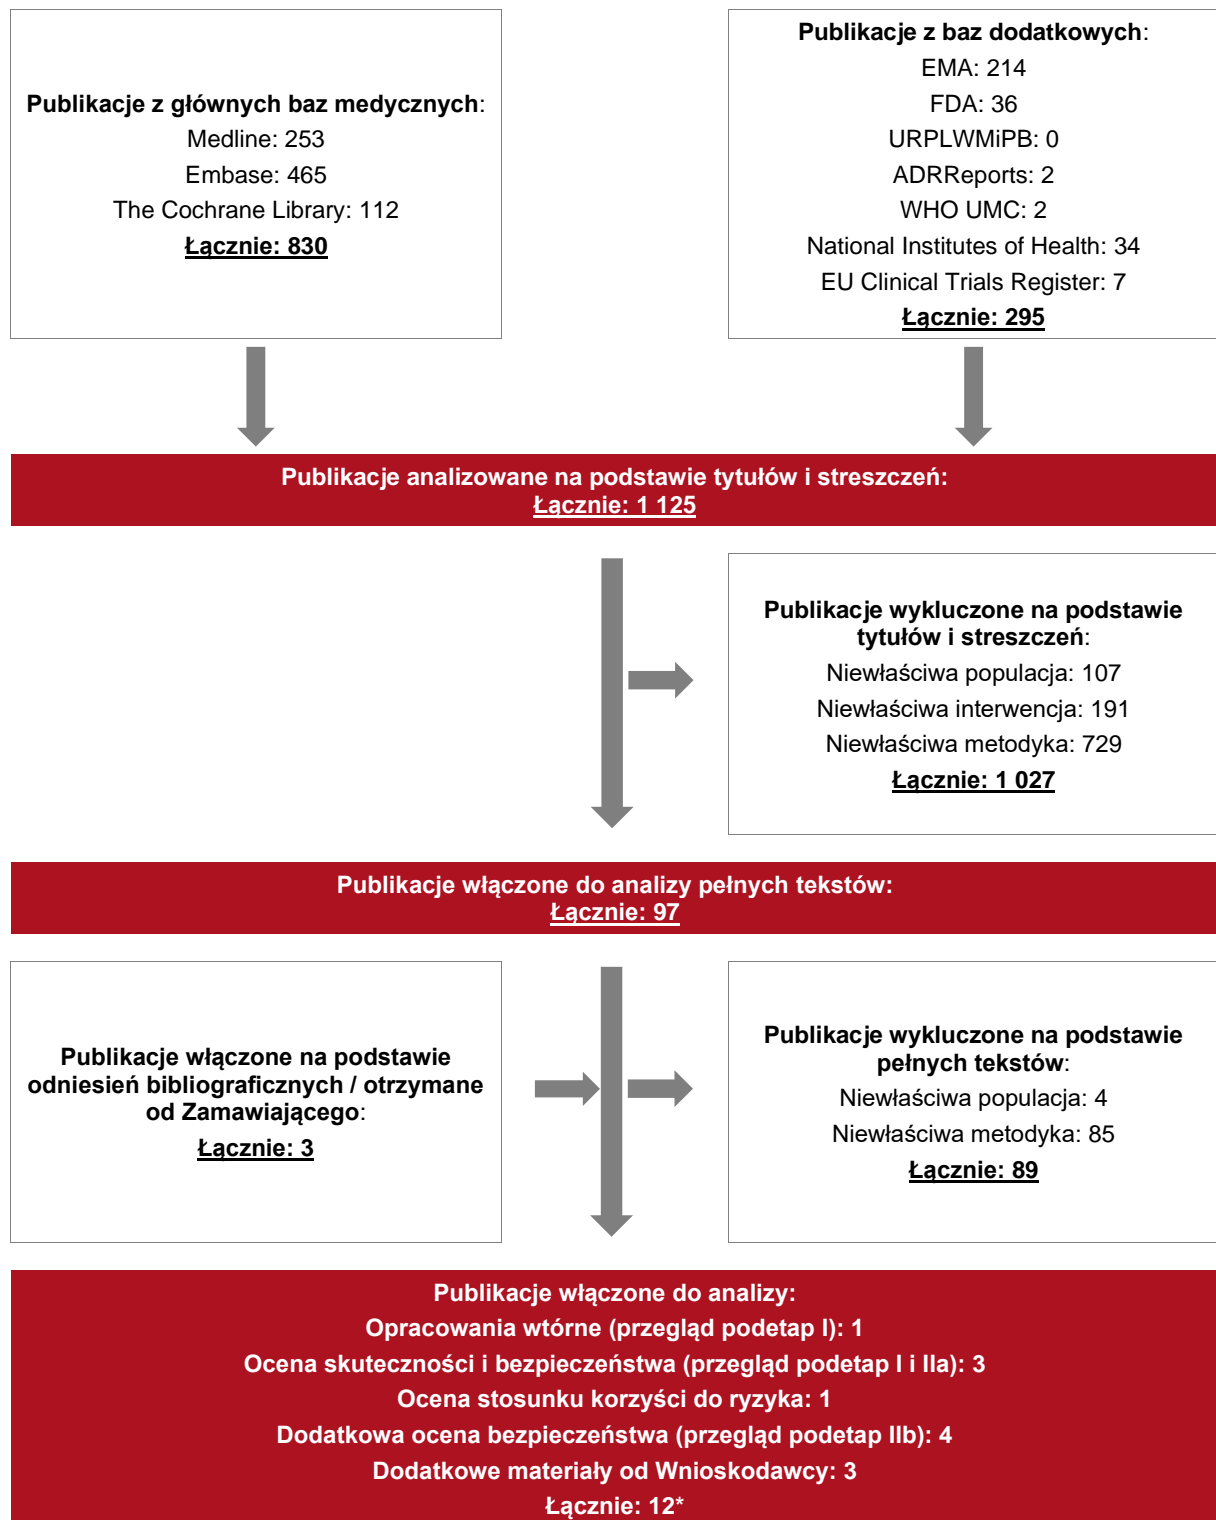 Publikacje z głównych baz medycznych:
Medline: 253
Embase: 465
The Cochrane Library: 112
Łącznie: 830
Publikacje z baz dodatkowych:
EMA: 214
FDA: 36
URPLWMiPB: 0
ADRReports: 2
WHO UMC: 2
National Institutes of Health: 34
EU Clinical Trials Register: 7
Łącznie: 295
Publikacje analizowane na podstawie tytułów i streszczeń:
Łącznie: 1 125
Publikacje wykluczone na podstawie
tytułów i streszczeń:
Niewłaściwa populacja: 107
Niewłaściwa interwencja: 191
Niewłaściwa metodyka: 729
Łącznie: 1 027
Publikacje włączone do analizy pełnych tekstów:
Łącznie: 97
Publikacje włączone na podstawie
odniesień bibliograficznych / otrzymane
od Zamawiającego:
Łącznie: 3
Publikacje wykluczone na podstawie
pełnych tekstów:
Niewłaściwa populacja: 4
Niewłaściwa metodyka: 85
Łącznie: 89
Publikacje włączone do analizy:
Opracowania wtórne (przegląd podetap I): 1
Ocena skuteczności i bezpieczeństwa (przegląd podetap I i IIa): 3
Ocena stosunku korzyści do ryzyka: 1
Dodatkowa ocena bezpieczeństwa (przegląd podetap IIb): 4
Dodatkowe materiały od Wnioskodawcy: 3
Łącznie: 12*